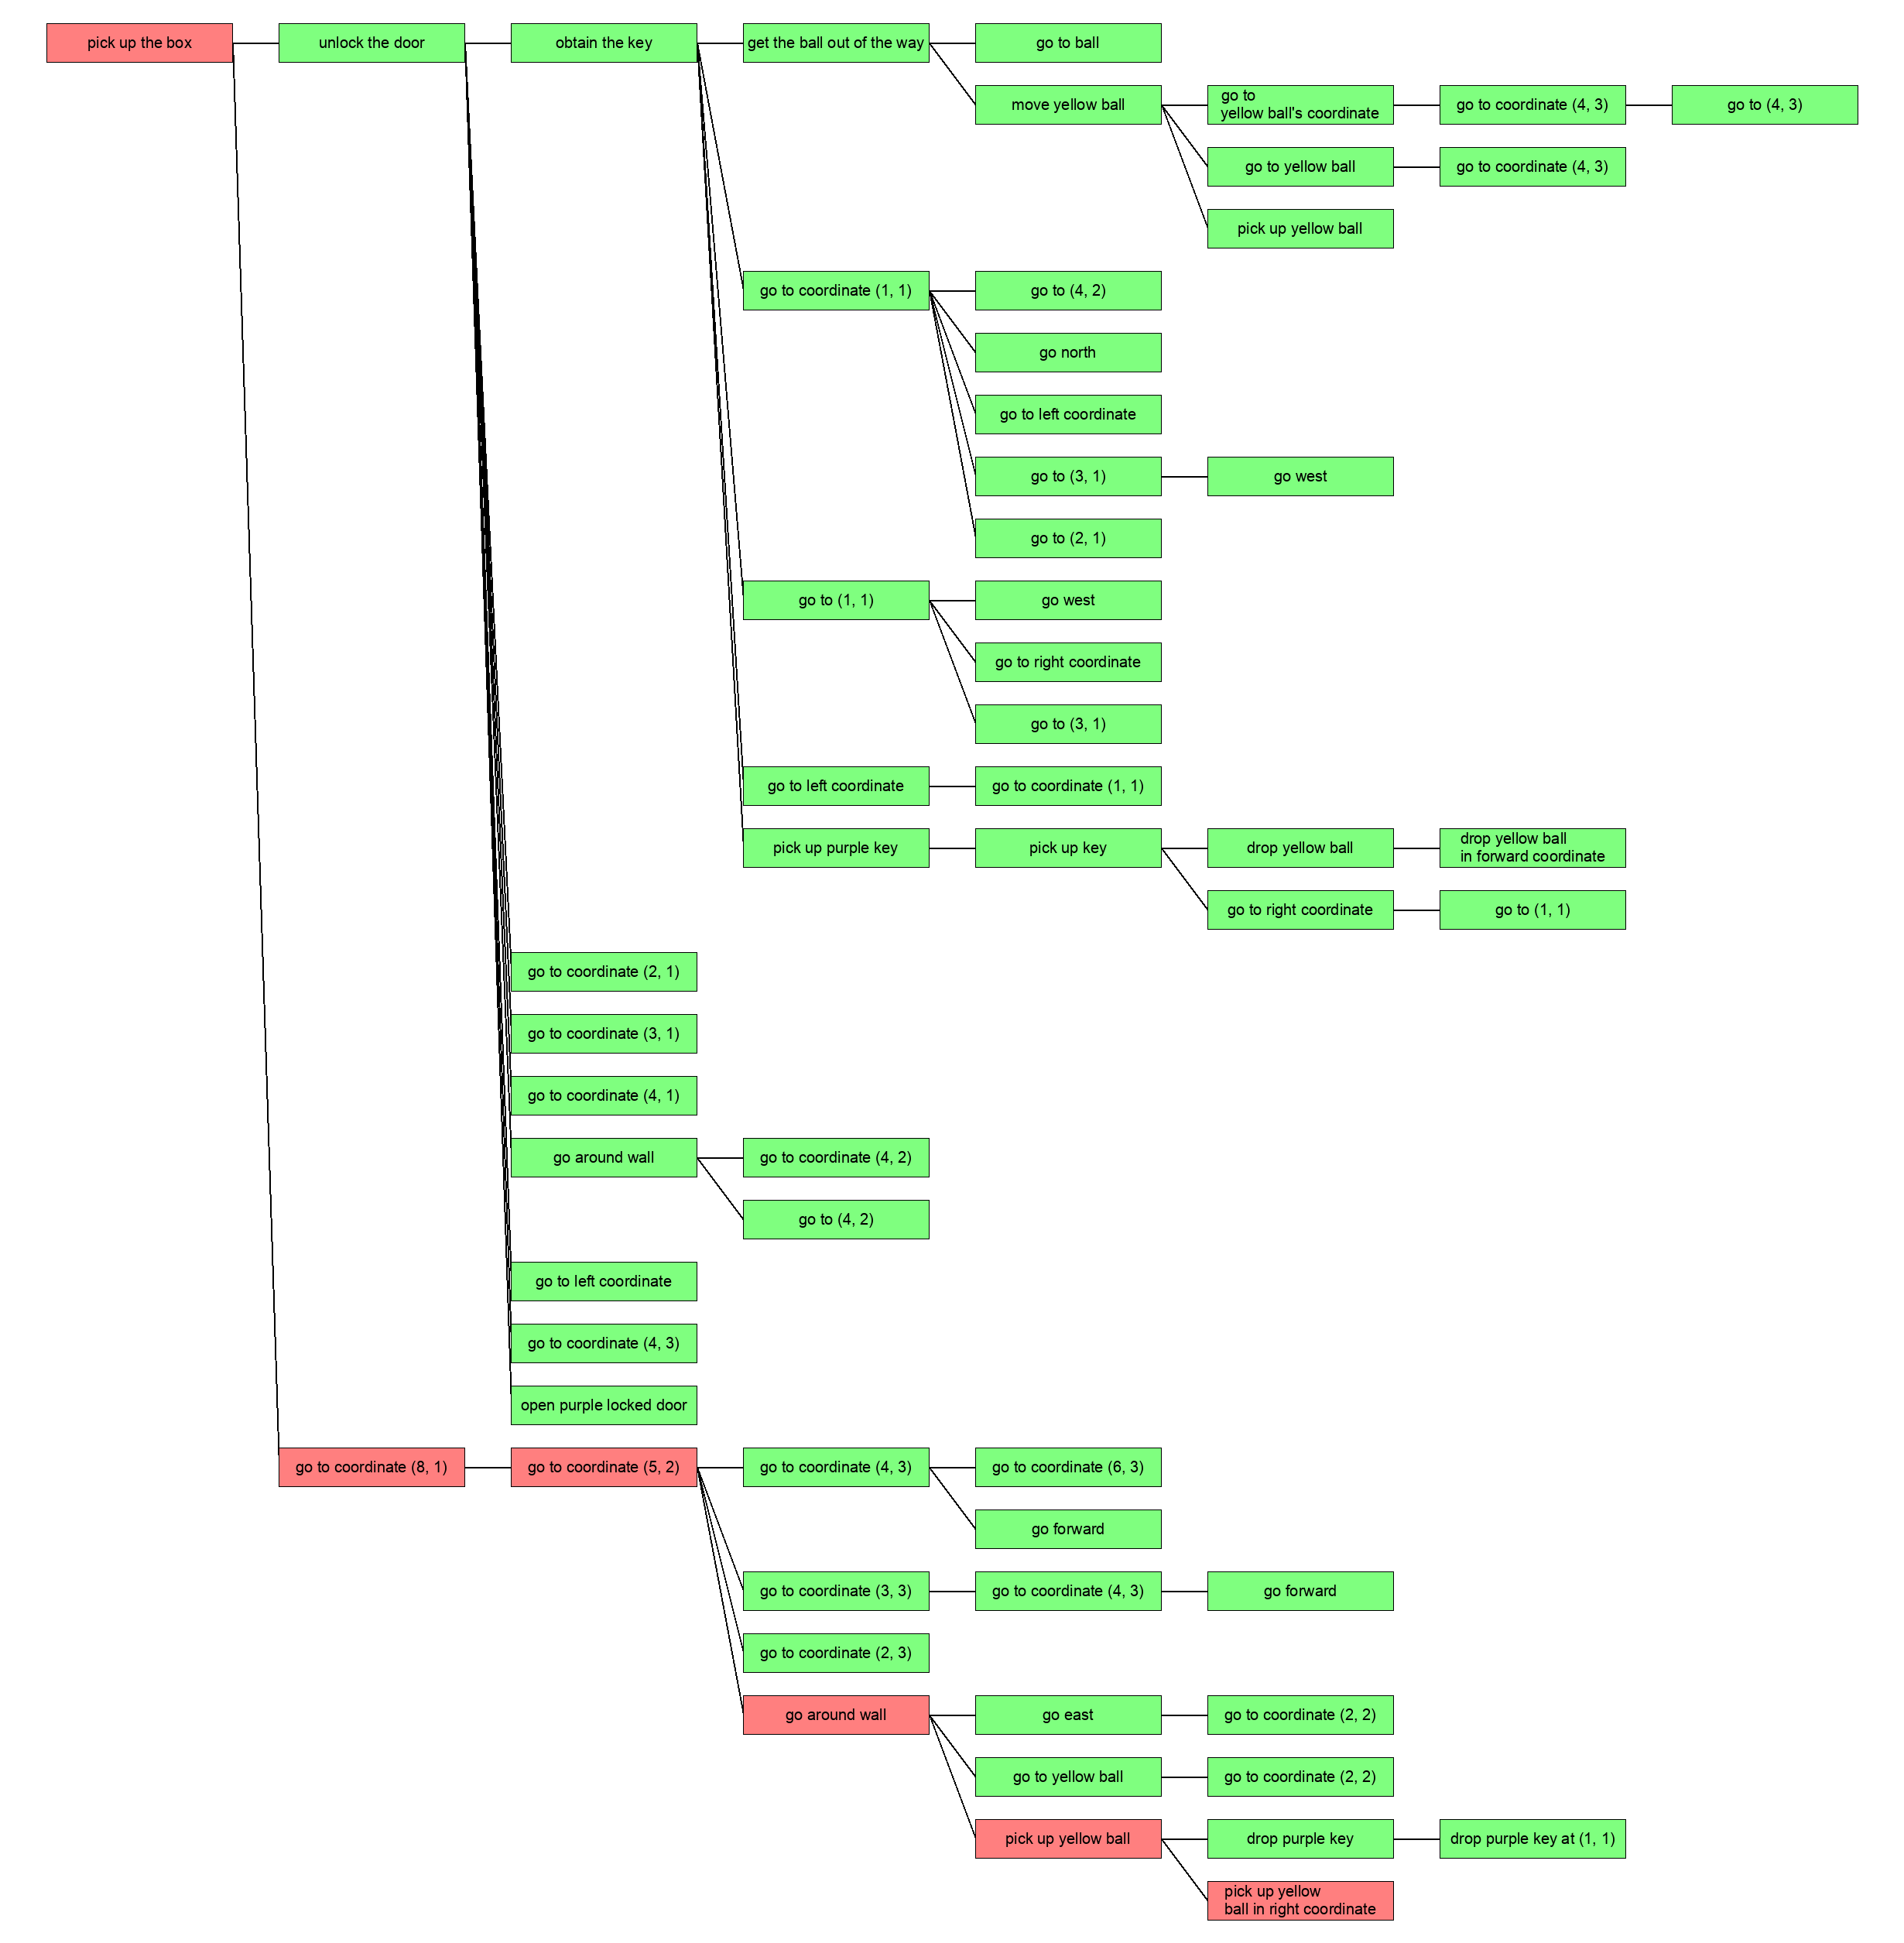 pick up the box
unlock the door
obtain the key
get the ball out of the way
go to ball
move yellow ball
go to
yellow ball's coordinate
go to coordinate (4, 3)
go to (4, 3)
go to yellow ball
go to coordinate (4, 3)
pick up yellow ball
go to coordinate (1, 1)
go to (4, 2)
go north
go to left coordinate
go to (3, 1)
go west
go to (2, 1)
go to (1, 1)
go west
go to right coordinate
go to (3, 1)
go to left coordinate
go to coordinate (1, 1)
pick up purple key
pick up key
drop yellow ball
drop yellow ball
in forward coordinate
go to right coordinate
go to (1, 1)
go to coordinate (2, 1)
go to coordinate (3, 1)
go to coordinate (4, 1)
go around wall
go to coordinate (4, 2)
go to (4, 2)
go to left coordinate
go to coordinate (4, 3)
open purple locked door
go to coordinate (8, 1)
go to coordinate (5, 2)
go to coordinate (4, 3)
go to coordinate (6, 3)
go forward
go to coordinate (3, 3)
go to coordinate (4, 3)
go forward
go to coordinate (2, 3)
go around wall
go east
go to coordinate (2, 2)
go to yellow ball
go to coordinate (2, 2)
pick up yellow ball
drop purple key
drop purple key at (1, 1)
pick up yellow
ball in right coordinate